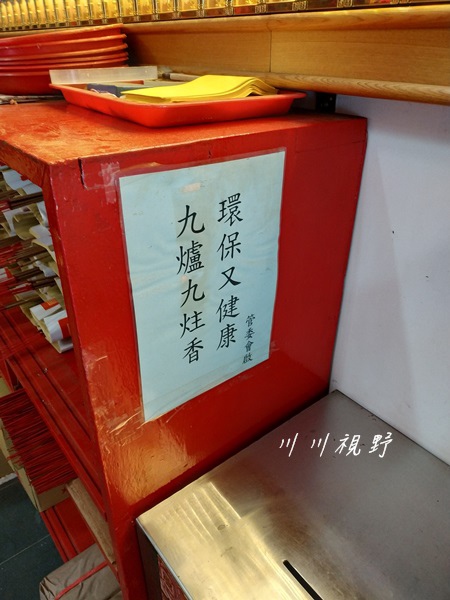 環保又健康
九爐九炷香
管委會啟
川川視野